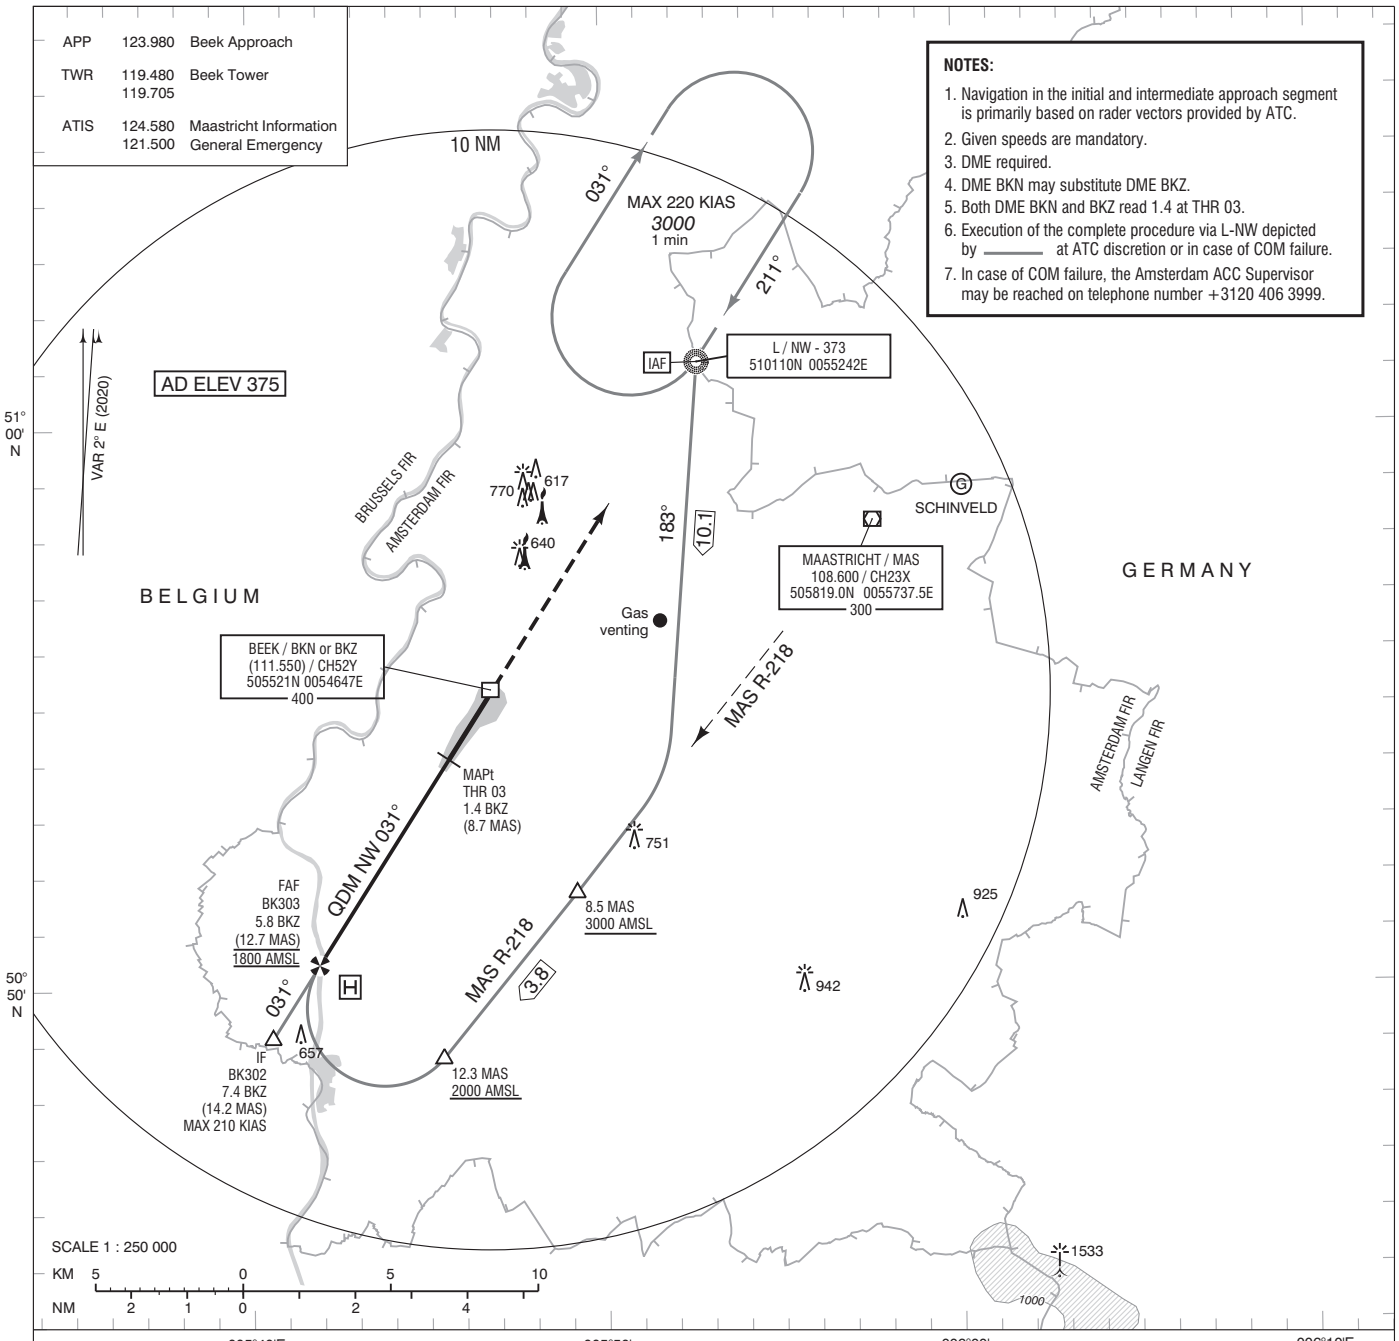 APP 123.980 Beek Approach
TWR 119.480 Beek Tower
119.705
ATIS 124.580 Maastricht Information
121.500 General Emergency
10 NM
NOTES:
1. Navigation in the initial and intermediate approach segment
is primarily based on rader vectors provided by ATC.
2. Given speeds are mandatory.
3. DME required.
4. DME BKN may substitute DME BKZ.
5. Both DME BKN and BKZ read 1.4 at THR 03.
6. Execution of the complete procedure via L-NW depicted
by at ATC discretion or in case of COM failure.
7. In case of COM failure, the Amsterdam ACC Supervisor
may be reached on telephone number +3120 406 3999.
031°
MAX 220 KIAS
3000
1 min
211°
IAF
L / NW - 373
510110N 0055242E
AD ELEV 375
VAR 2° E (2020)
51°
00'
N
BRUSSELS FIR
AMSTERDAM FIR
770
617
640
183°
10.1
G
SCHINVELD
MAASTRICHT / MAS
108.600 / CH23X
505819.0N 0055737.5E
300
GERMANY
BELGIUM
Gas
venting
BEEK / BKN or BKZ
(111.550) / CH52Y
505521N 0054647E
400
MAS R-218
AMSTERDAM FIR
LANGEN FIR
MAPt
THR 03
1.4 BKZ
(8.7 MAS)
QDM NW 031°
751
FAF
BK303
5.8 BKZ
(12.7 MAS)
1800 AMSL
8.5 MAS
3000 AMSL
925
MAS R-218
3.8
942
50°
50'
N
H
031°
657
IF
BK302
7.4 BKZ
(14.2 MAS)
MAX 210 KIAS
12.3 MAS
2000 AMSL
1533
1000
SCALE 1 : 250 000
KM 5 0 5 10
NM 2 1 0 2 4